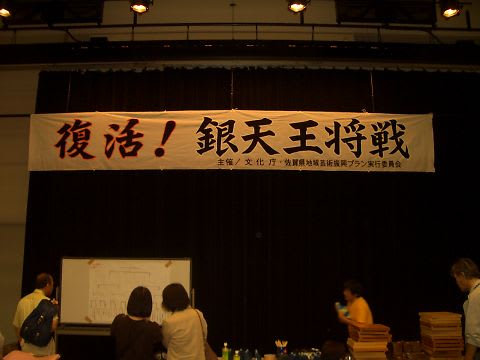 復活！銀天王将戦
主催／文化庁・佐賀県地域芸術振興プラン実行委員会